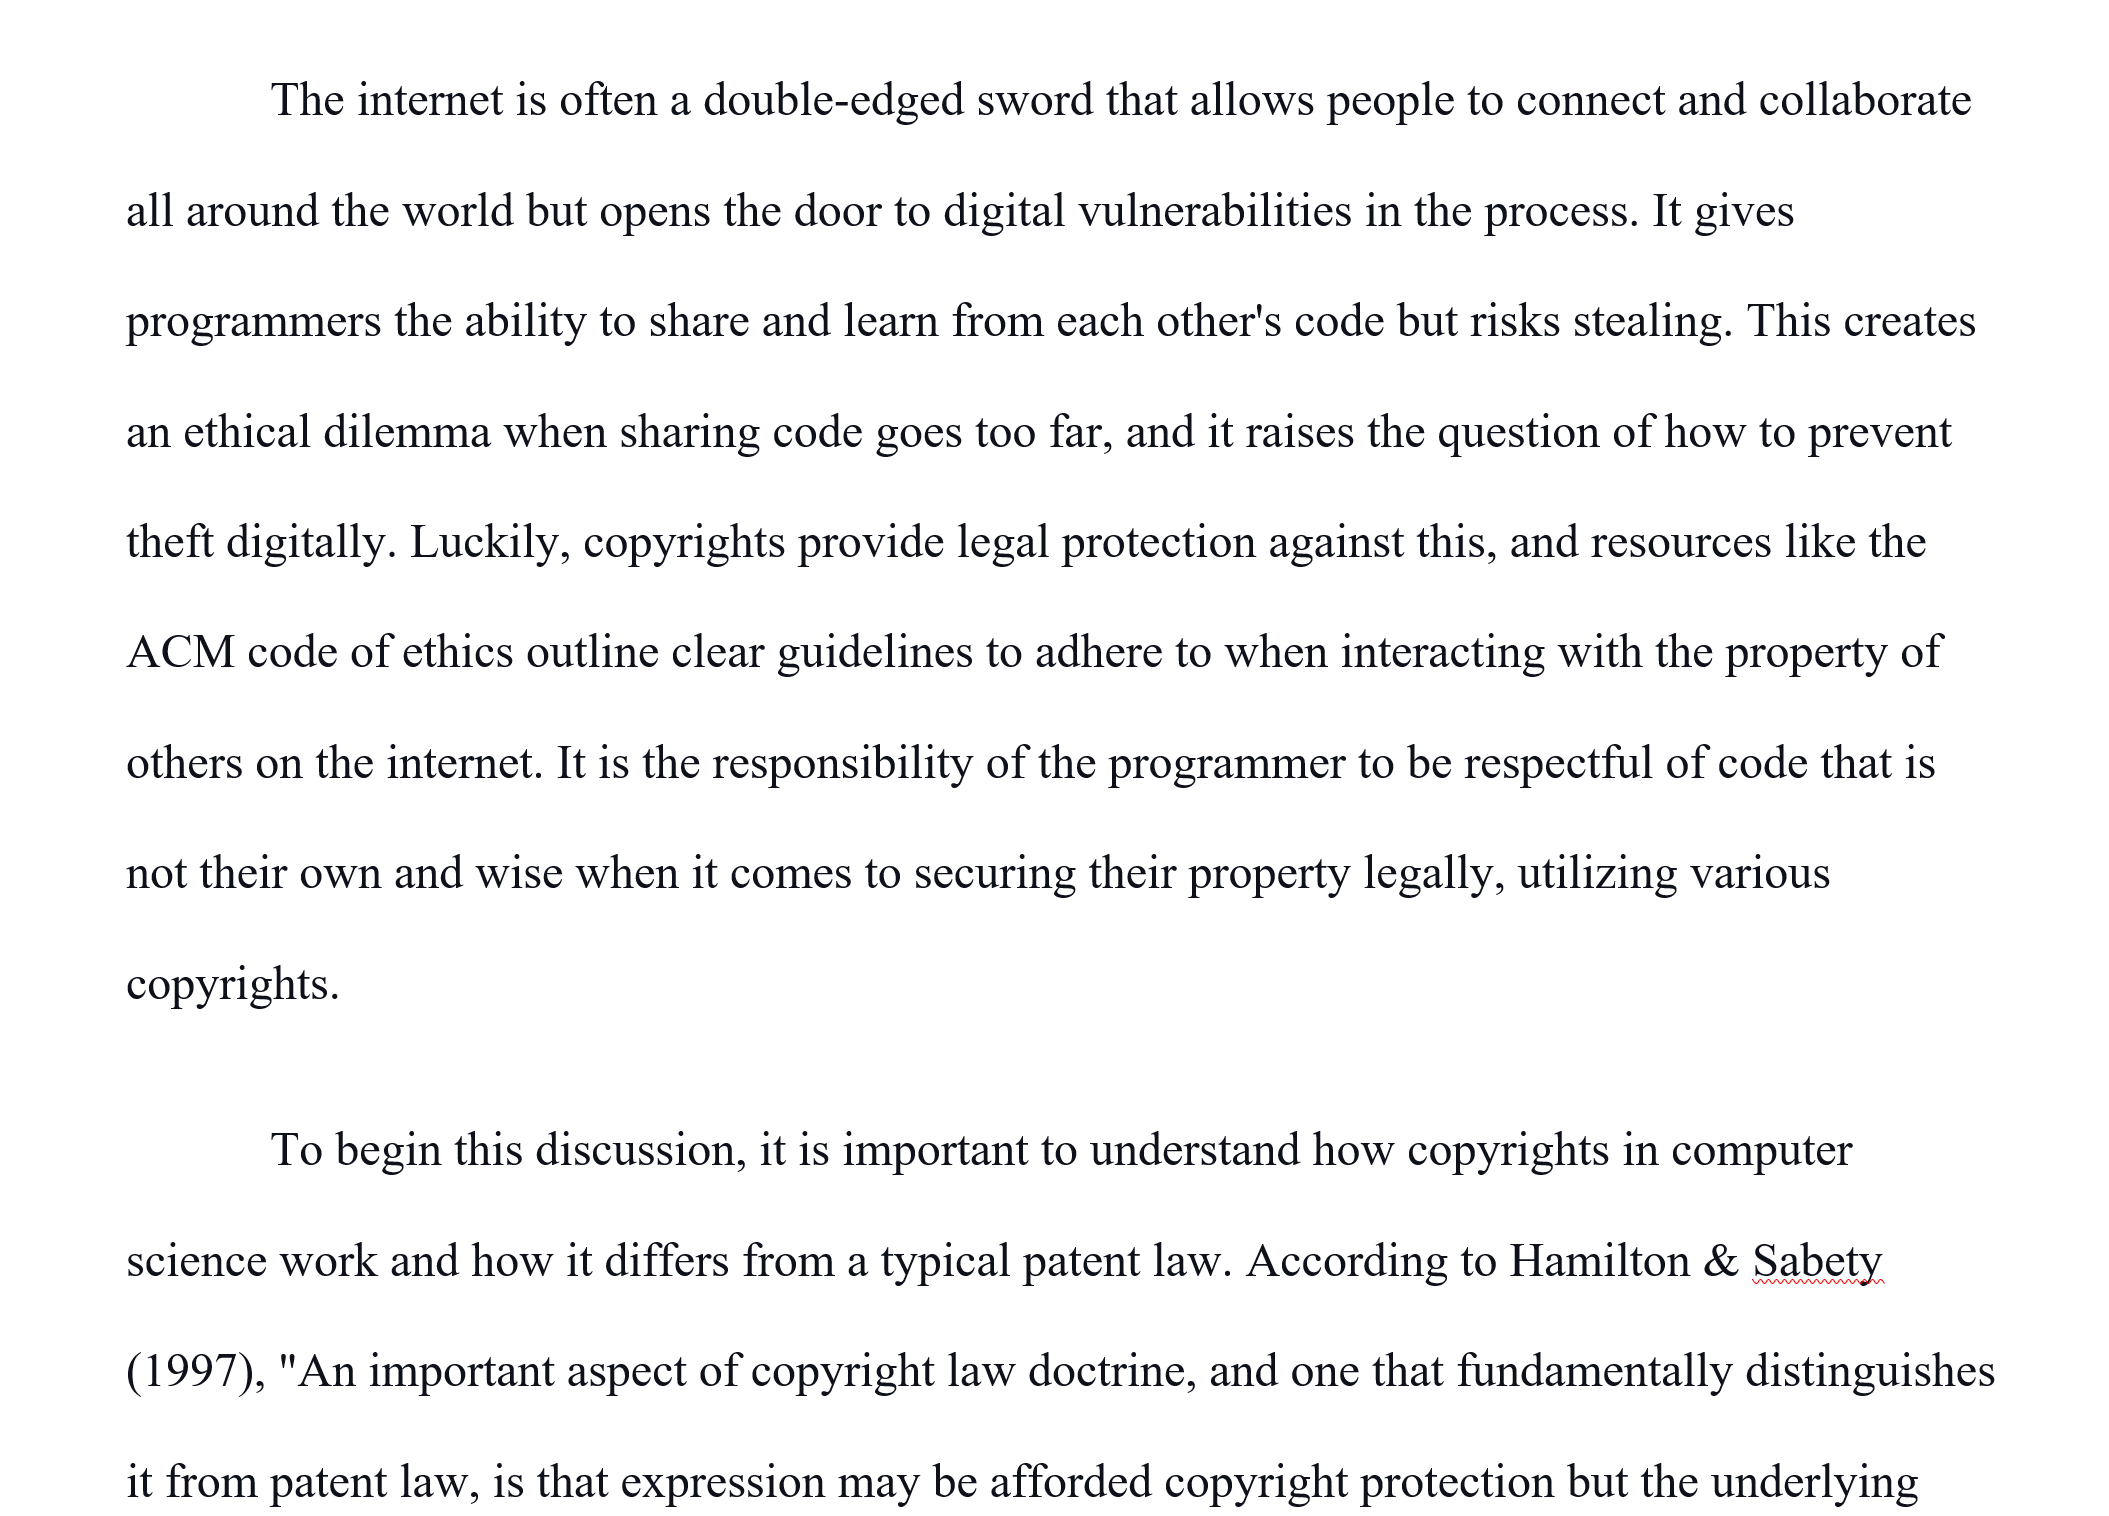 The internet is often a double-edged sword that allows people to connect and collaborate
all around the world but opens the door to digital vulnerabilities in the process. It gives
programmers the ability to share and learn from each other's code but risks stealing. This creates
an ethical dilemma when sharing code goes too far, and it raises the question of how to prevent
theft digitally. Luckily, copyrights provide legal protection against this, and resources like the
ACM code of ethics outline clear guidelines to adhere to when interacting with the property of
others on the internet. It is the responsibility of the programmer to be respectful of code that is
not their own and wise when it comes to securing their property legally, utilizing various
copyrights.
To begin this discussion, it is important to understand how copyrights in computer
science work and how it differs from a typical patent law. According to Hamilton & Sabety
(1997), "An important aspect of copyright law doctrine, and one that fundamentally distinguishes
it from patent law, is that expression may be afforded copyright protection but the underlying